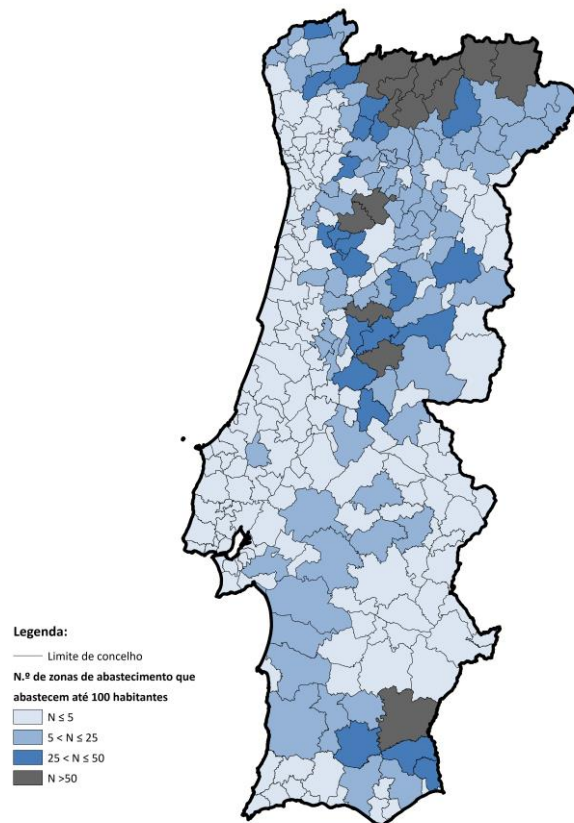 Legenda:
Limite de concelho
N.º de zonas de abastecimento que
abastecem até 100 habitantes
N ≤ 5
5 < N ≤ 25
25 < N ≤ 50
N >50